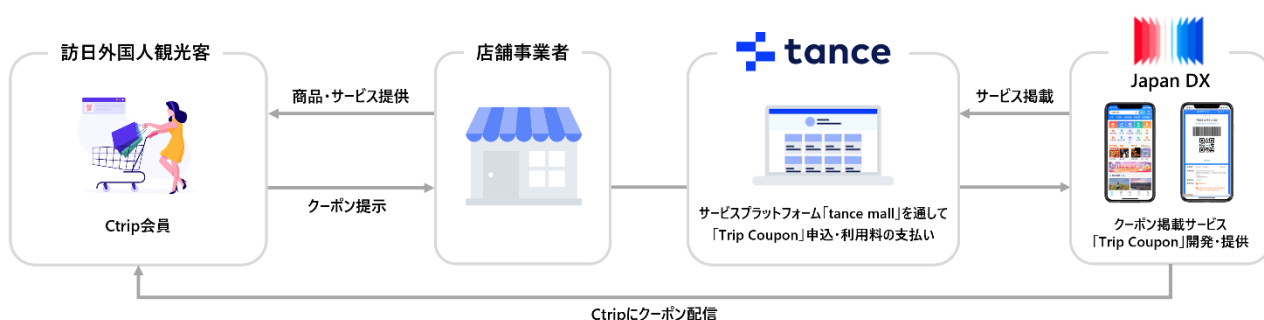 訪日外国人観光客
店舗事業者
tance
Japan DX
商品・サービス提供
サービス掲載
クーポン提示
Ctrip会員
サービスプラットフォーム「tance mall」を通して
「Trip Coupon」申込・利用料の支払い
クーポン掲載サービス
「Trip Coupon」開発・提供
Ctripにクーポン配信